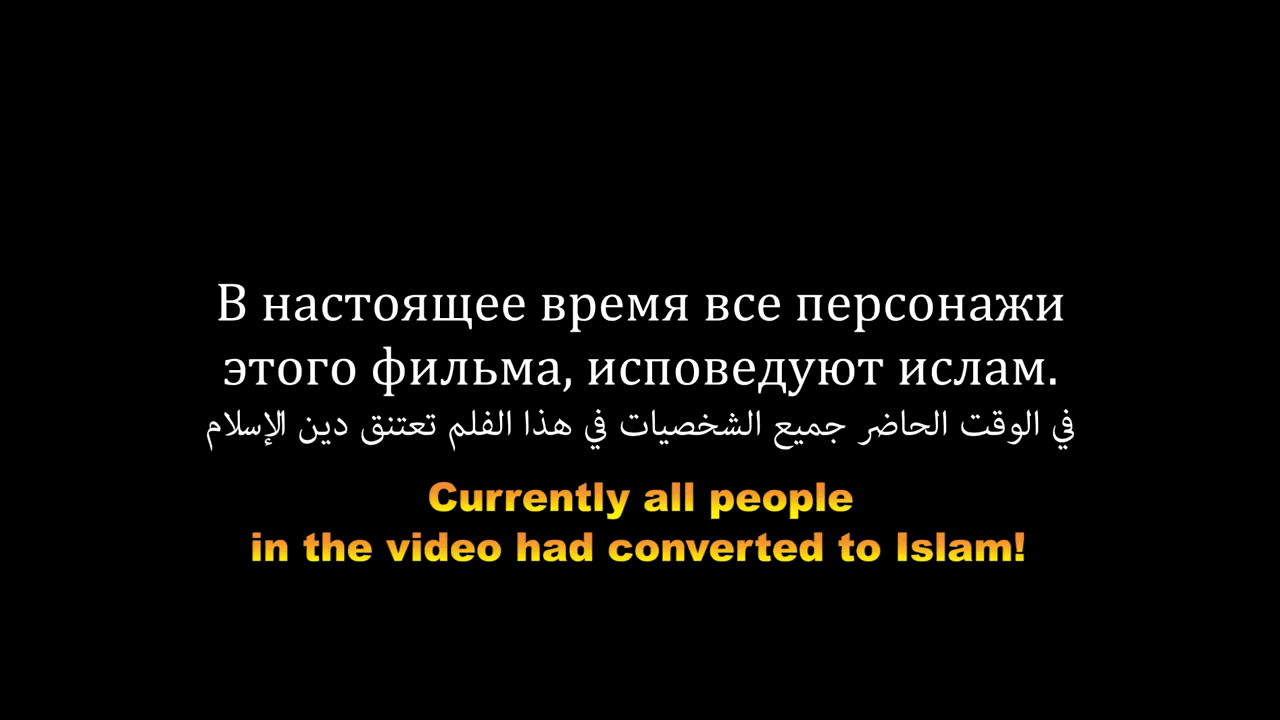 В настоящее время все персонажи
этого фильма, исповедуют ислам.
في الوقت الحاضر جميع الشخصيات في هذا الفلم تعتنق دين الإسلام
Currently all people
in the video had converted to Islam!